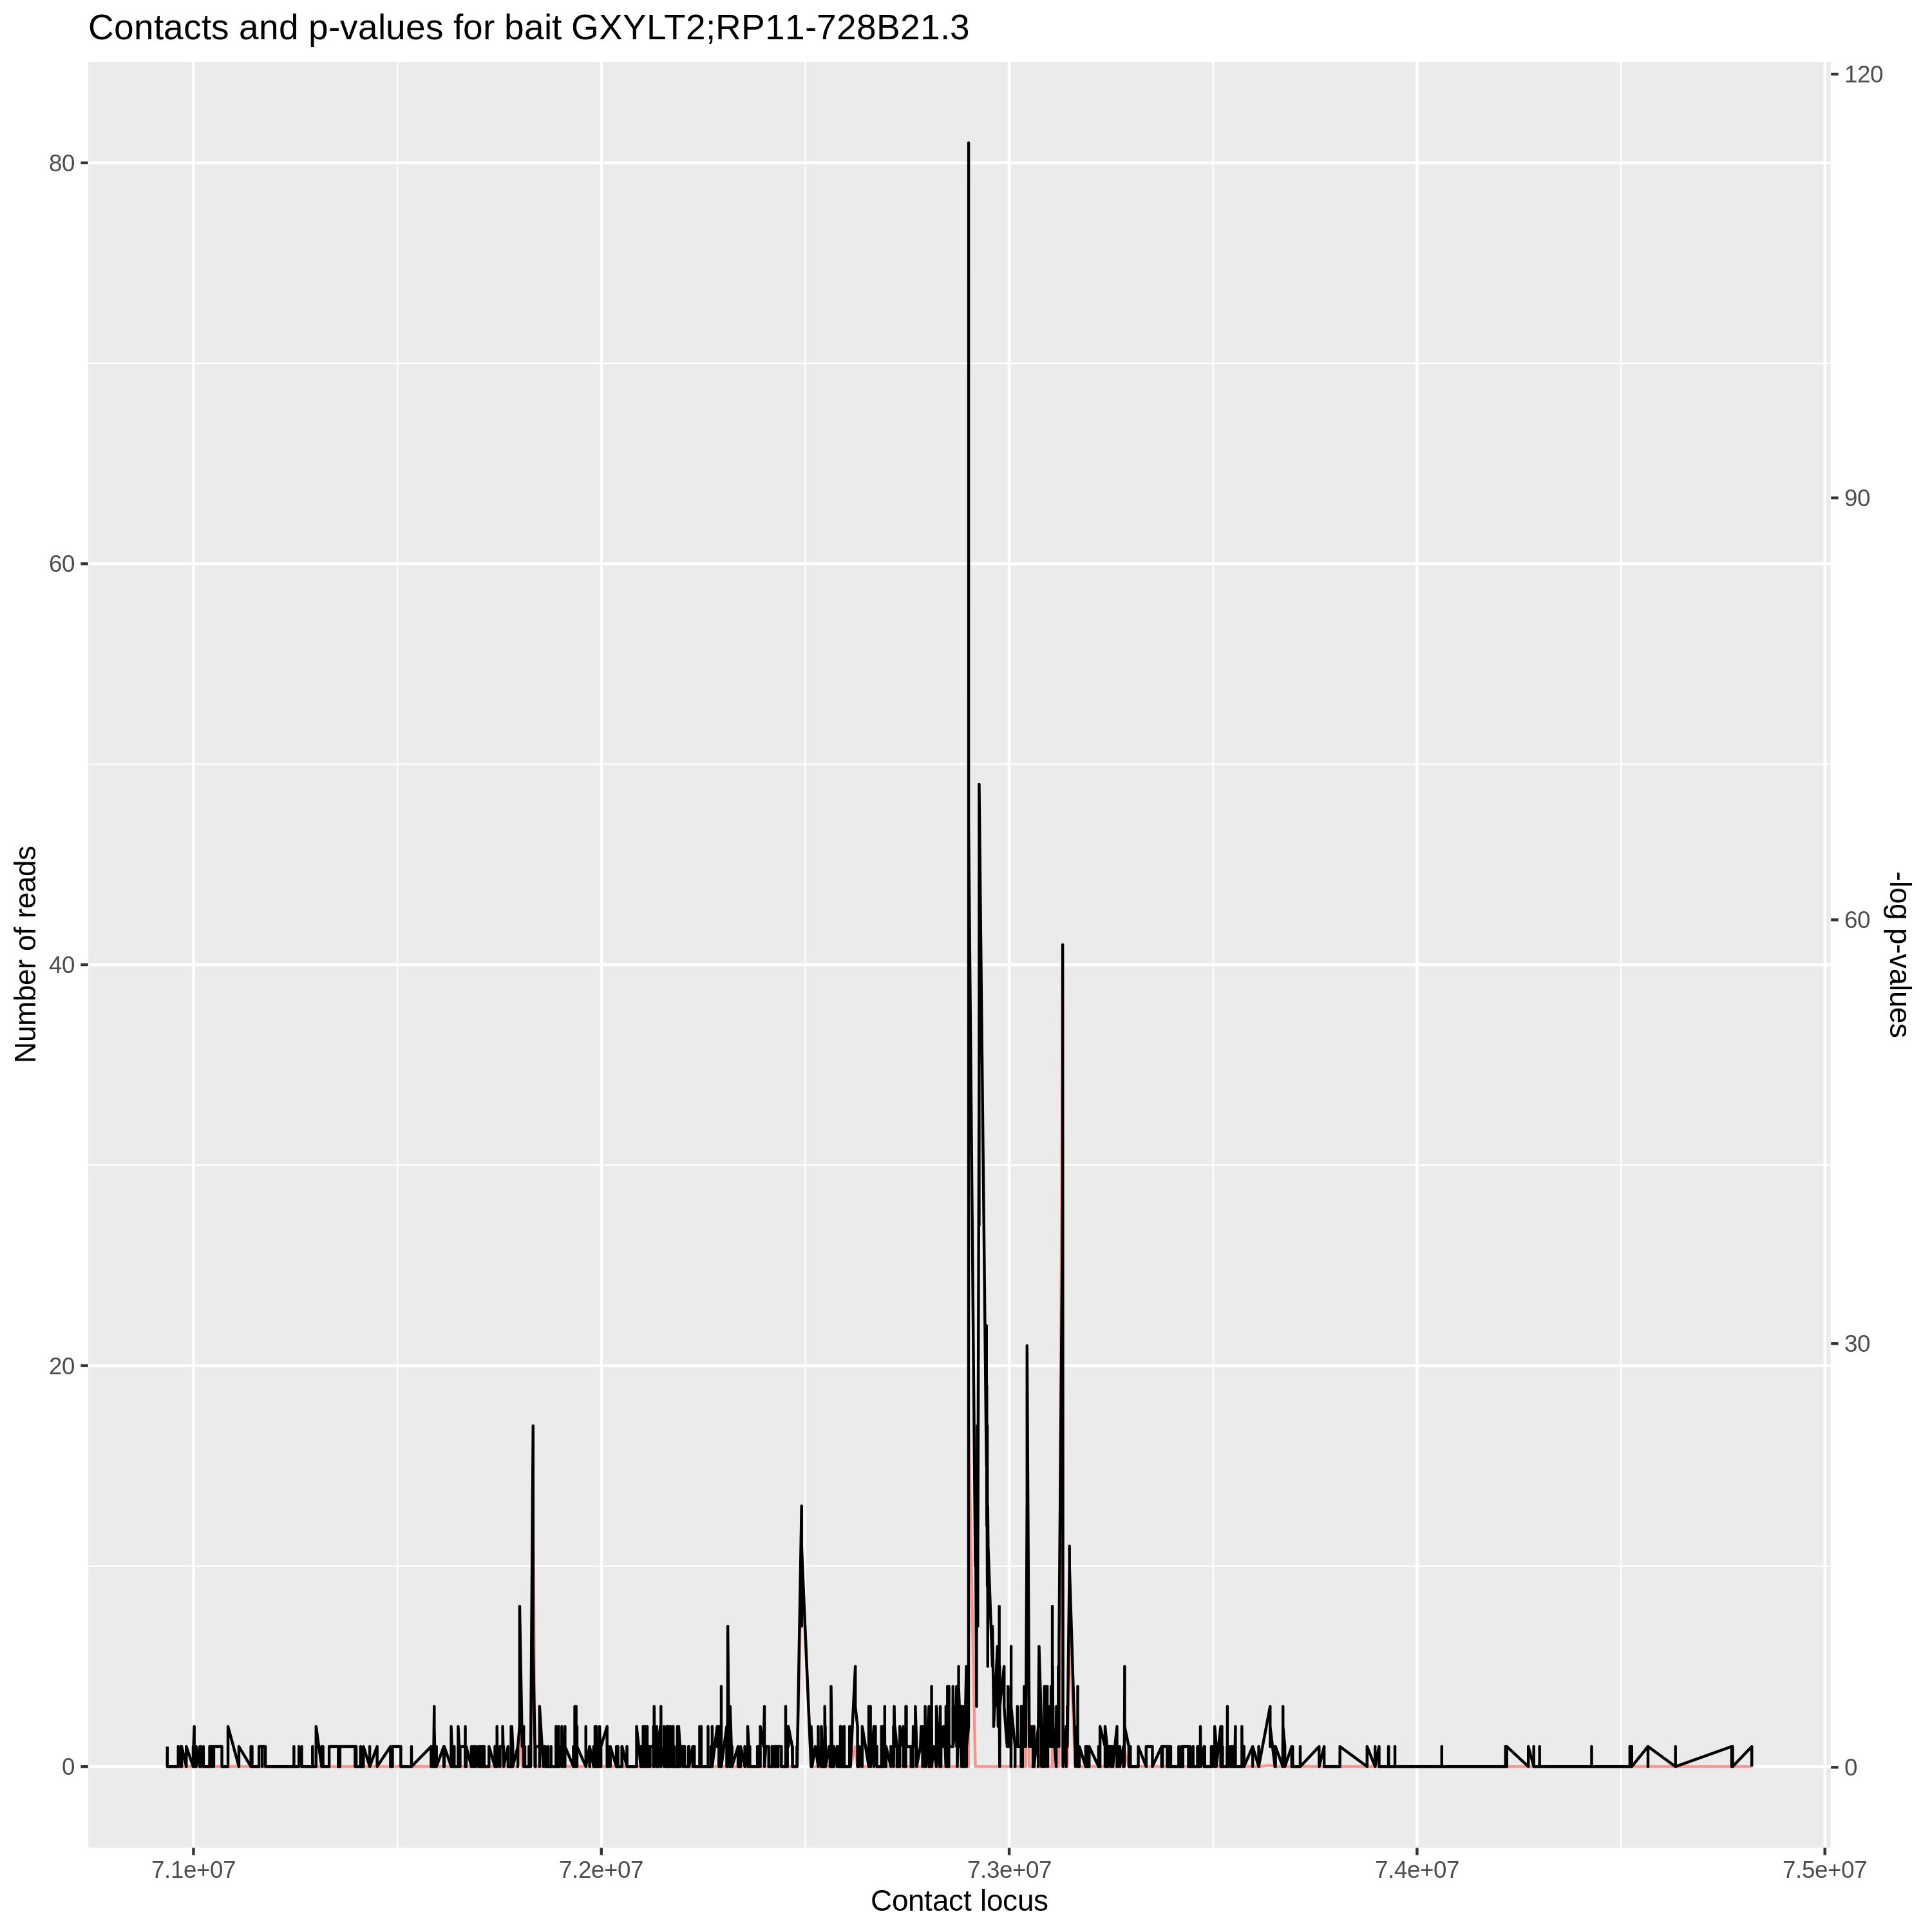 Contacts and p-values for bait GXYLT2;RP11-728B21.3
80
60
40
20
0
Number of reads
120
90
60
30
0
-log p-values
7.1e+07
7.2e+07
7.3e+07
7.4e+07
7.5e+07
Contact locus